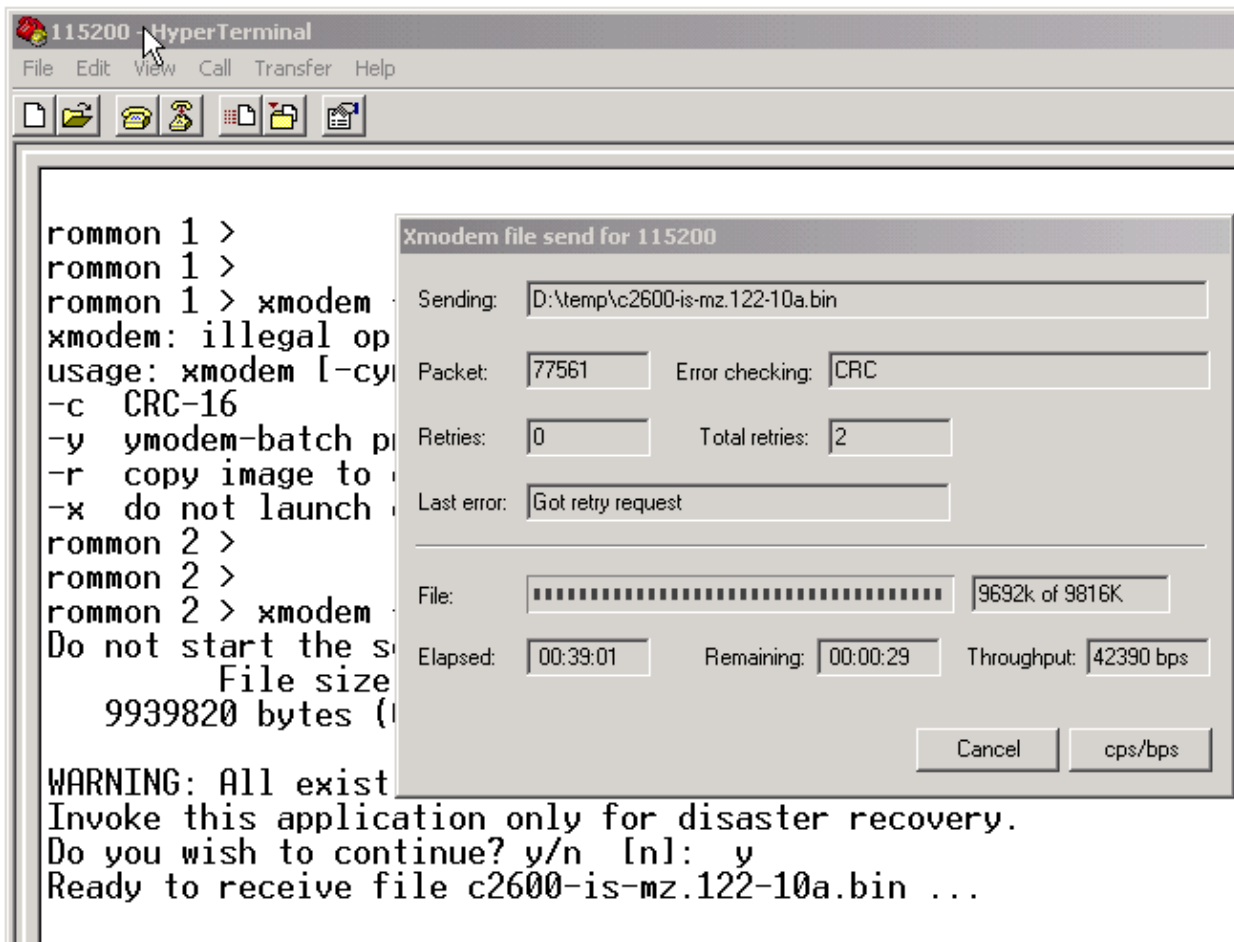 115200 - HyperTerminal
File Edit View Call Transfer Help
rommon 1 >
rommon 1 >
rommon 1 > xmodem
xmodem: illegal op
usage: xmodem [-cy
-c CRC-16
-y ymodem-batch p
-r copy image to
-x do not launch
rommon 2 >
rommon 2 >
rommon 2 > xmodem
Do not start the s
File size
9939820 bytes (
WARNING: All exist
Invoke this application only for disaster recovery.
Do you wish to continue? y/n [n]: y
Ready to receive file c2600-is-mz.122-10a.bin ...
Xmodem file send for 115200
Sending: D:\temp\c2600-is-mz.122-10a.bin
Packet: 77561 Error checking: CRC
Retries: 0 Total retries: 2
Last error: Got retry request
File: 9692k of 9816K
Elapsed: 00:39:01 Remaining: 00:00:29 Throughput: 42390 bps
Cancel cps/bps